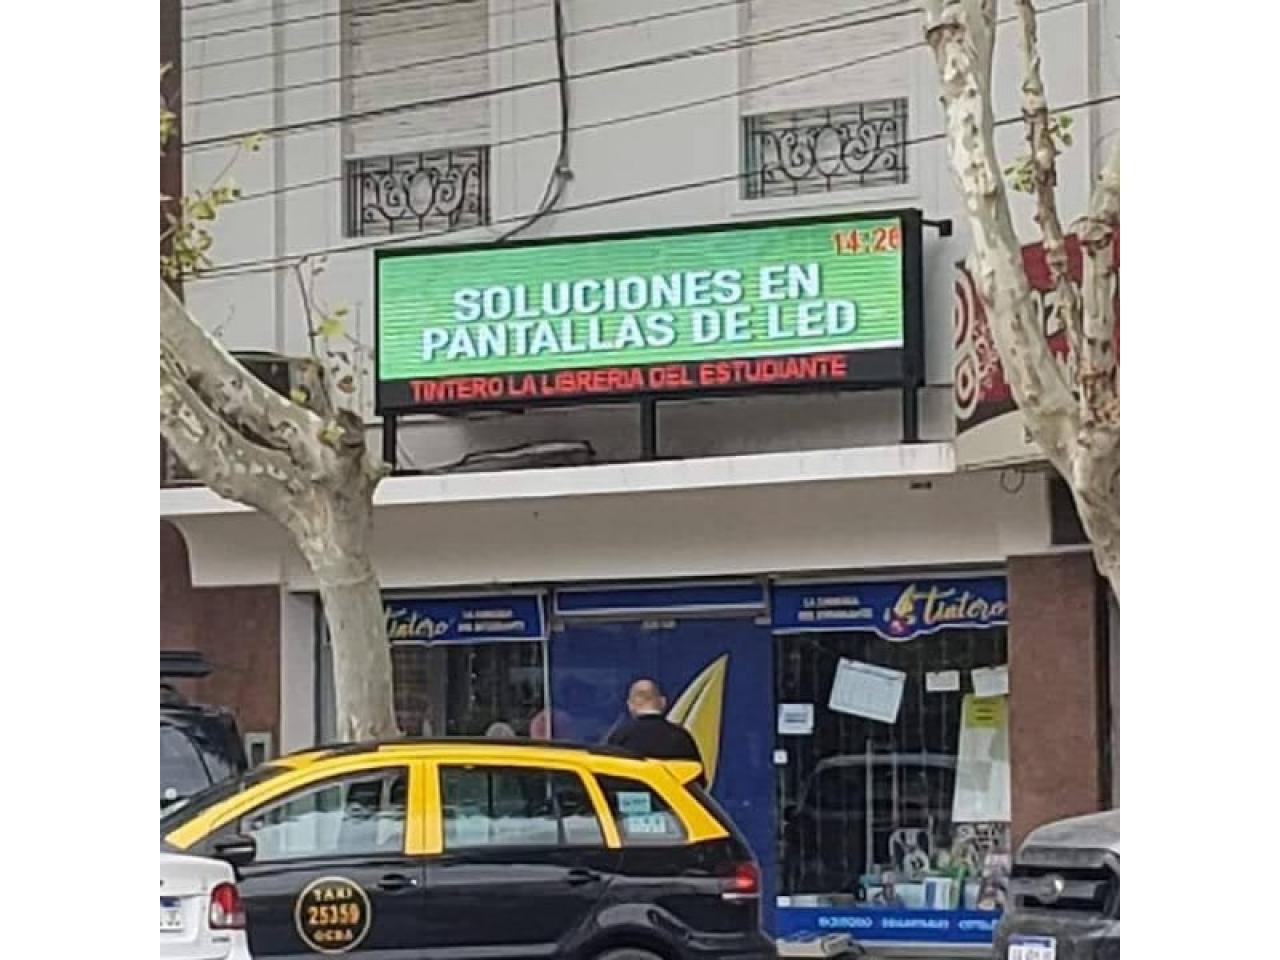 14:26
SOLUCIONES EN
PANTALLAS DE LED
TINTERO LA LIBRERIA DEL ESTUDIANTE
Tintero
LA LIBRERIA
DEL ESTUDIANTE
LA LIBRERIA
DEL ESTUDIANTE
Tintero
TAXI
25359
GCBA